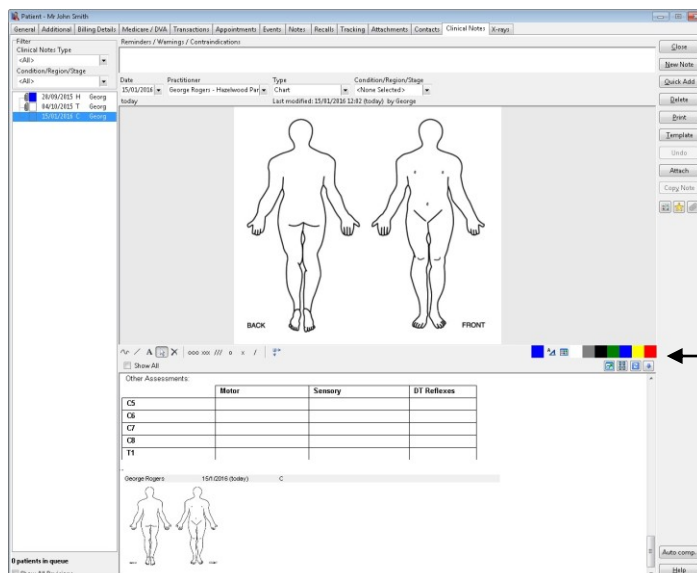 Patient - Mr John Smith
General Additional Billing Details Medicare / DVA Transactions Appointments Events Notes Recalls Tracking Attachments Contacts Clinical Notes X-rays
Filter
Clinical Notes Type
<All>
Condition/Region/Stage
<All>
28/09/2015 H Georg
04/10/2015 T Georg
15/01/2016 C Georg
Reminders / Warnings / Contraindications
Date Practitioner Type Condition/Region/Stage
15/01/2016 George Rogers - Hazelwood Par Chart <None Selected>
today Last modified: 15/01/2016 12:02 (today) by George
BACK FRONT
A ooo xxx /// o x /
Show All
Other Assessments:
Motor Sensory DT Reflexes
C5
C6
C7
C8
T1
George Rogers 15/1/2016 (today) C
0 patients in queue
Close
New Note
Quick Add
Delete
Print
Template
Undo
Attach
Copy Note
Auto comp.
Help